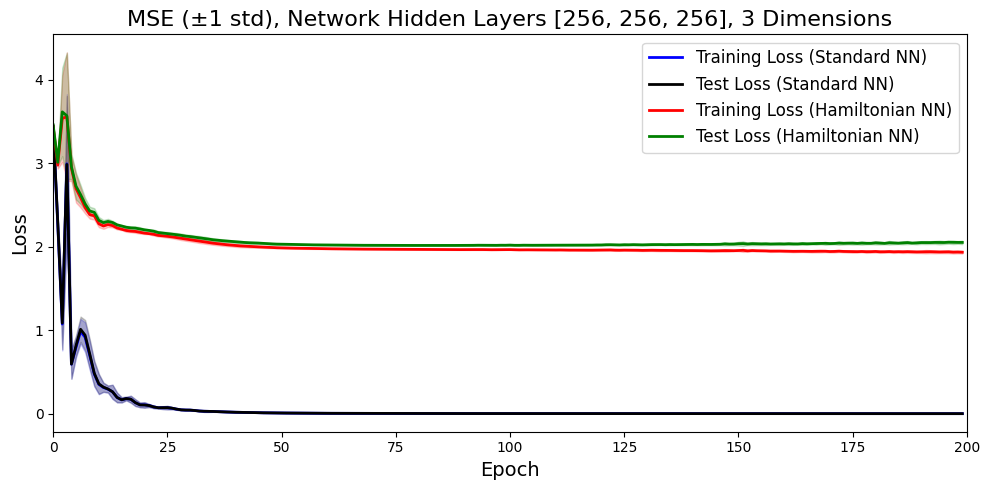 MSE (±1 std), Network Hidden Layers [256, 256, 256], 3 Dimensions
Training Loss (Standard NN)
Test Loss (Standard NN)
Training Loss (Hamiltonian NN)
Test Loss (Hamiltonian NN)
Loss
4
3
2
1
0
0 25 50 75 100 125 150 175 200
Epoch